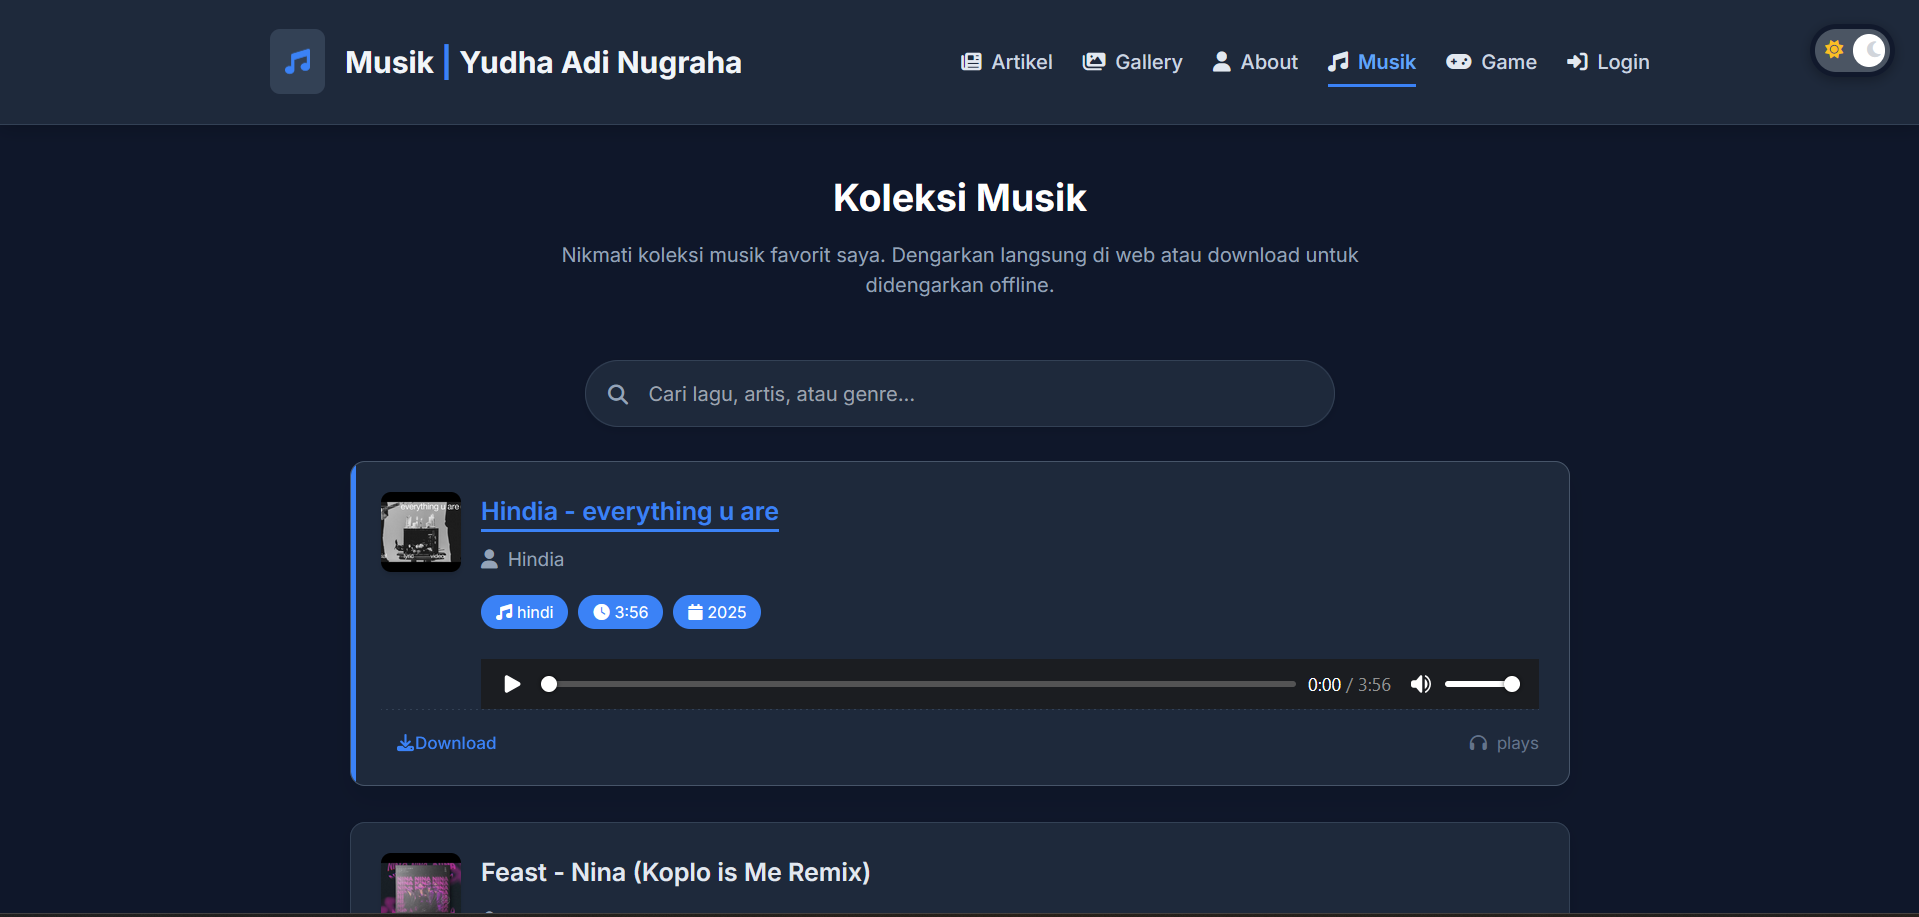 Musik | Yudha Adi Nugraha
Artikel
Gallery
About
Musik
Game
Login
Koleksi Musik
Nikmati koleksi musik favorit saya. Dengarkan langsung di web atau download untuk
didengarkan offline.
Cari lagu, artis, atau genre...
everything u are
lyric video
Hindia - everything u are
Hindia
hindi
3:56
2025
0:00 / 3:56
Download
plays
Feast - Nina (Koplo is Me Remix)